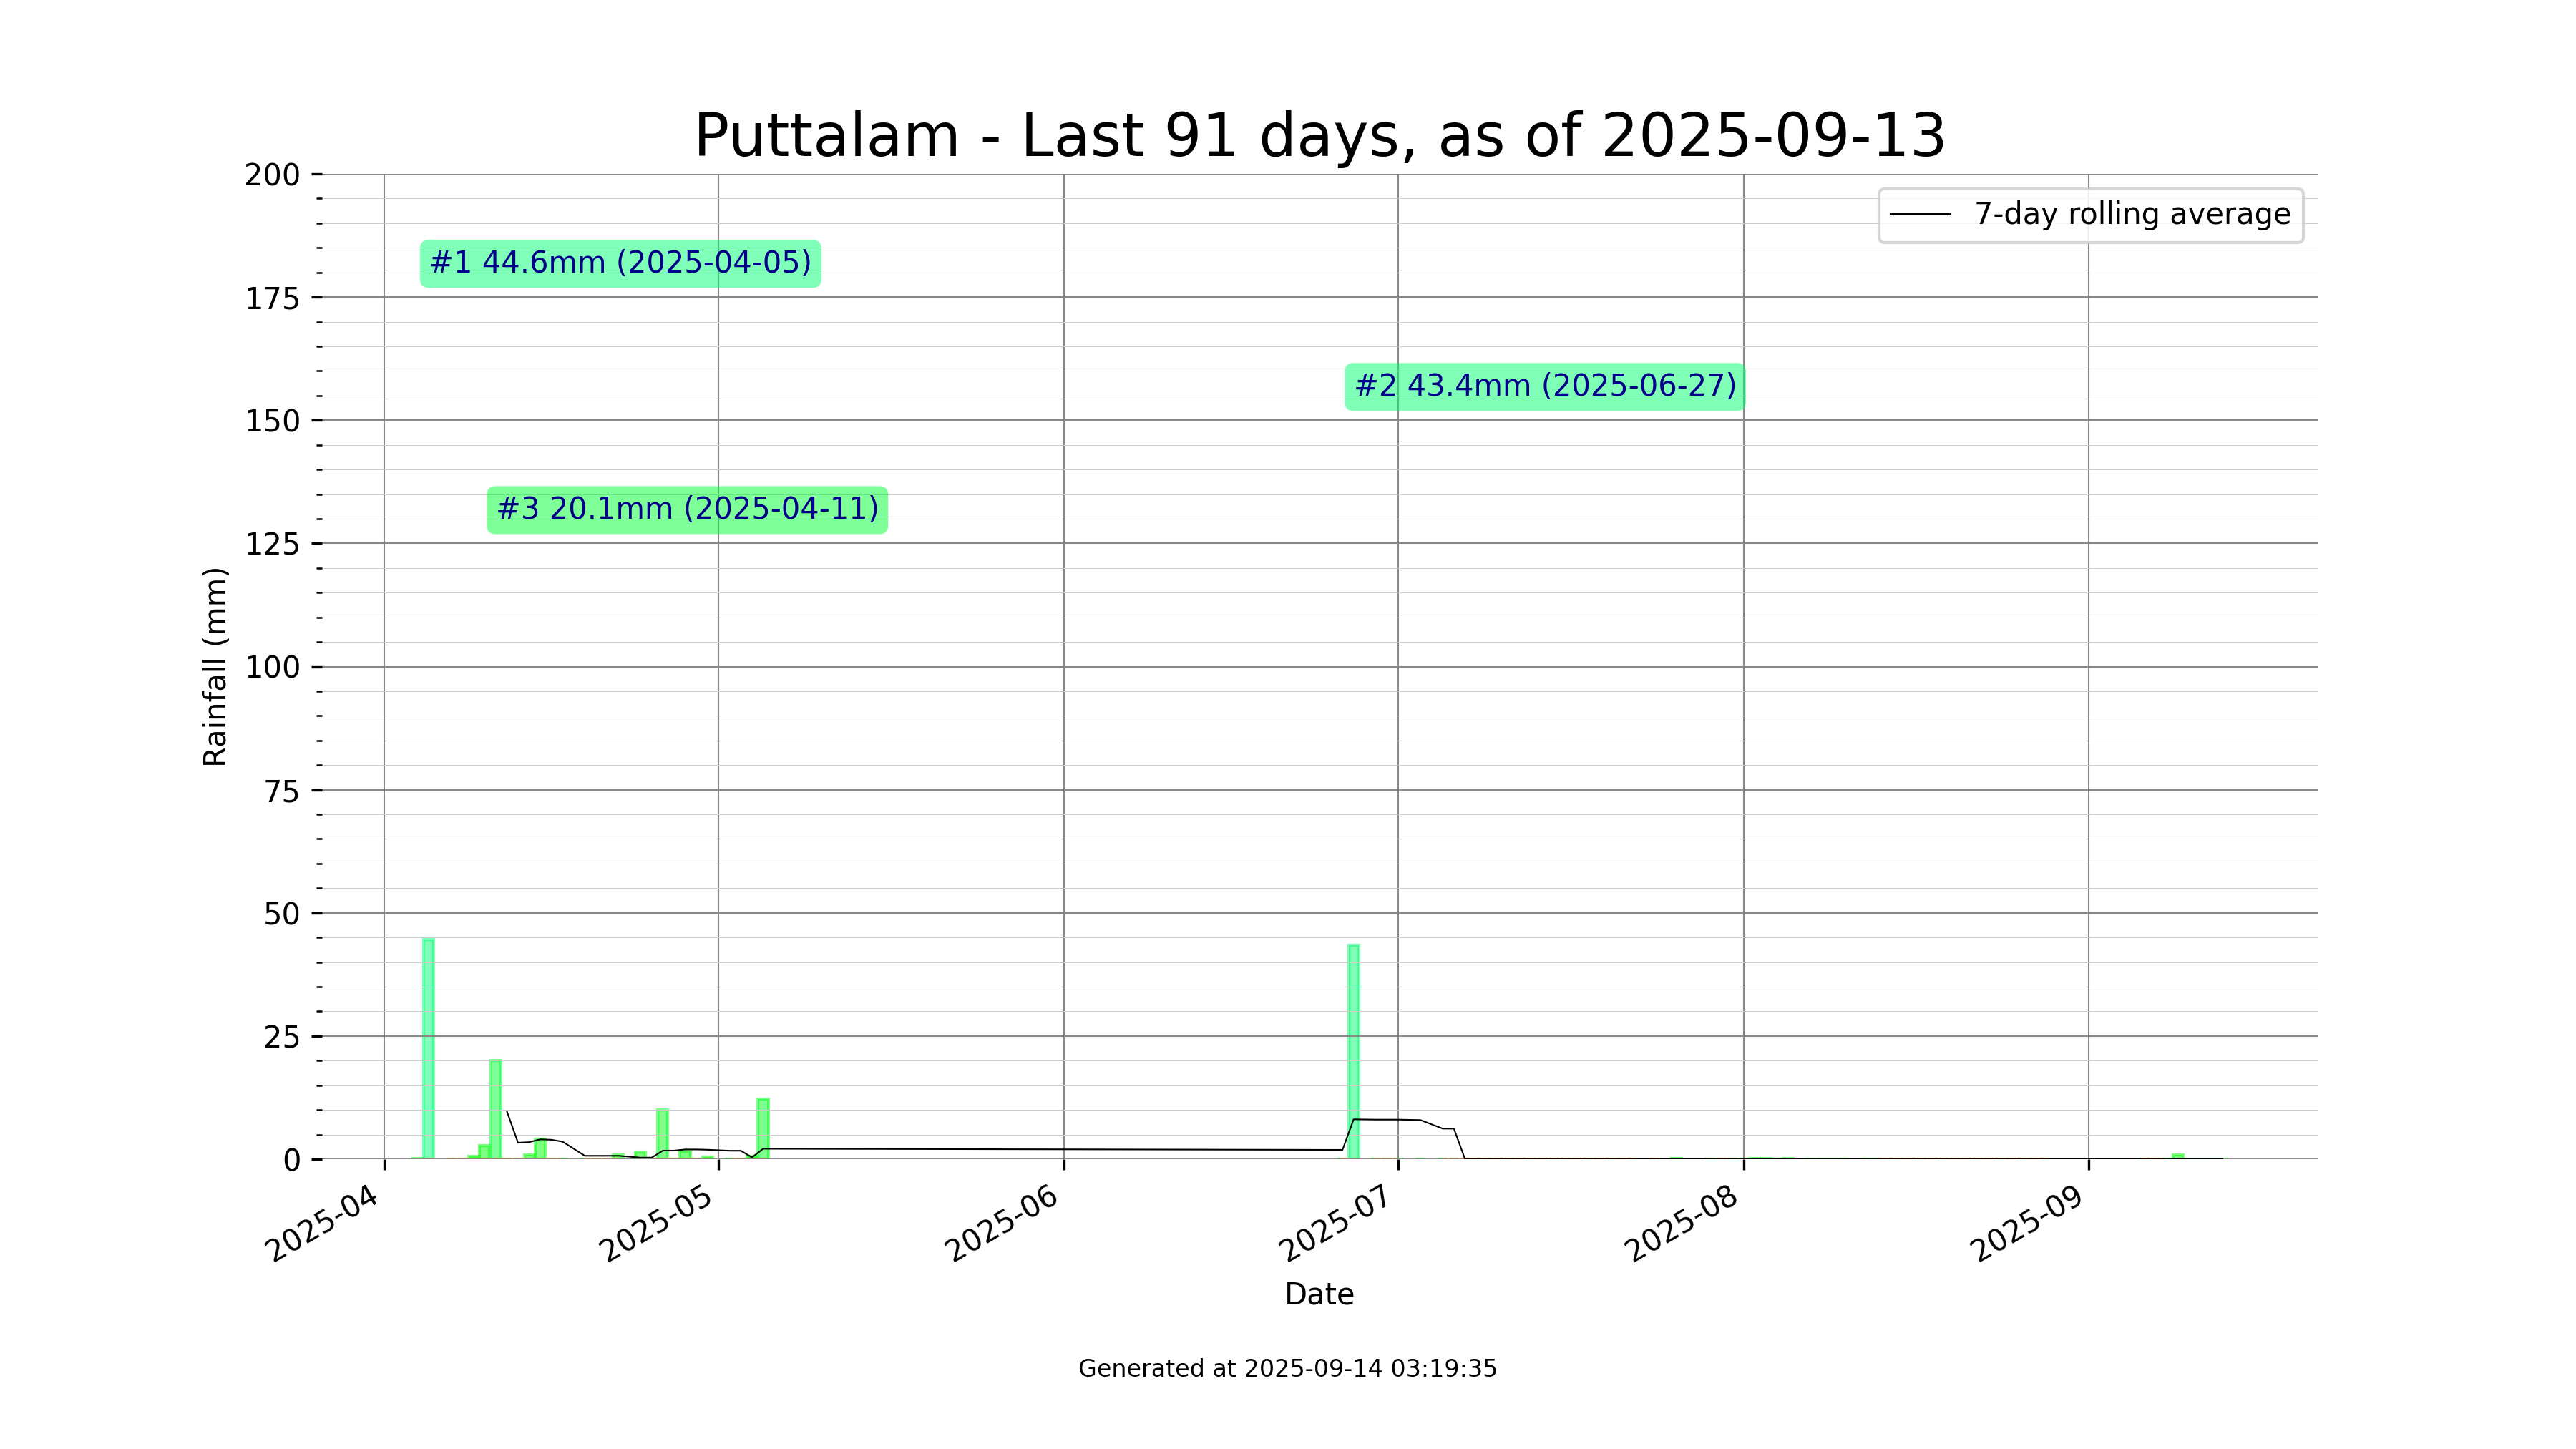 Puttalam - Last 91 days, as of 2025-09-13
200
175
150
125
100
75
50
25
0
Rainfall (mm)
7-day rolling average
#1 44.6mm (2025-04-05)
#2 43.4mm (2025-06-27)
#3 20.1mm (2025-04-11)
2025-04
2025-05
2025-06
2025-07
2025-08
2025-09
Date
Generated at 2025-09-14 03:19:35